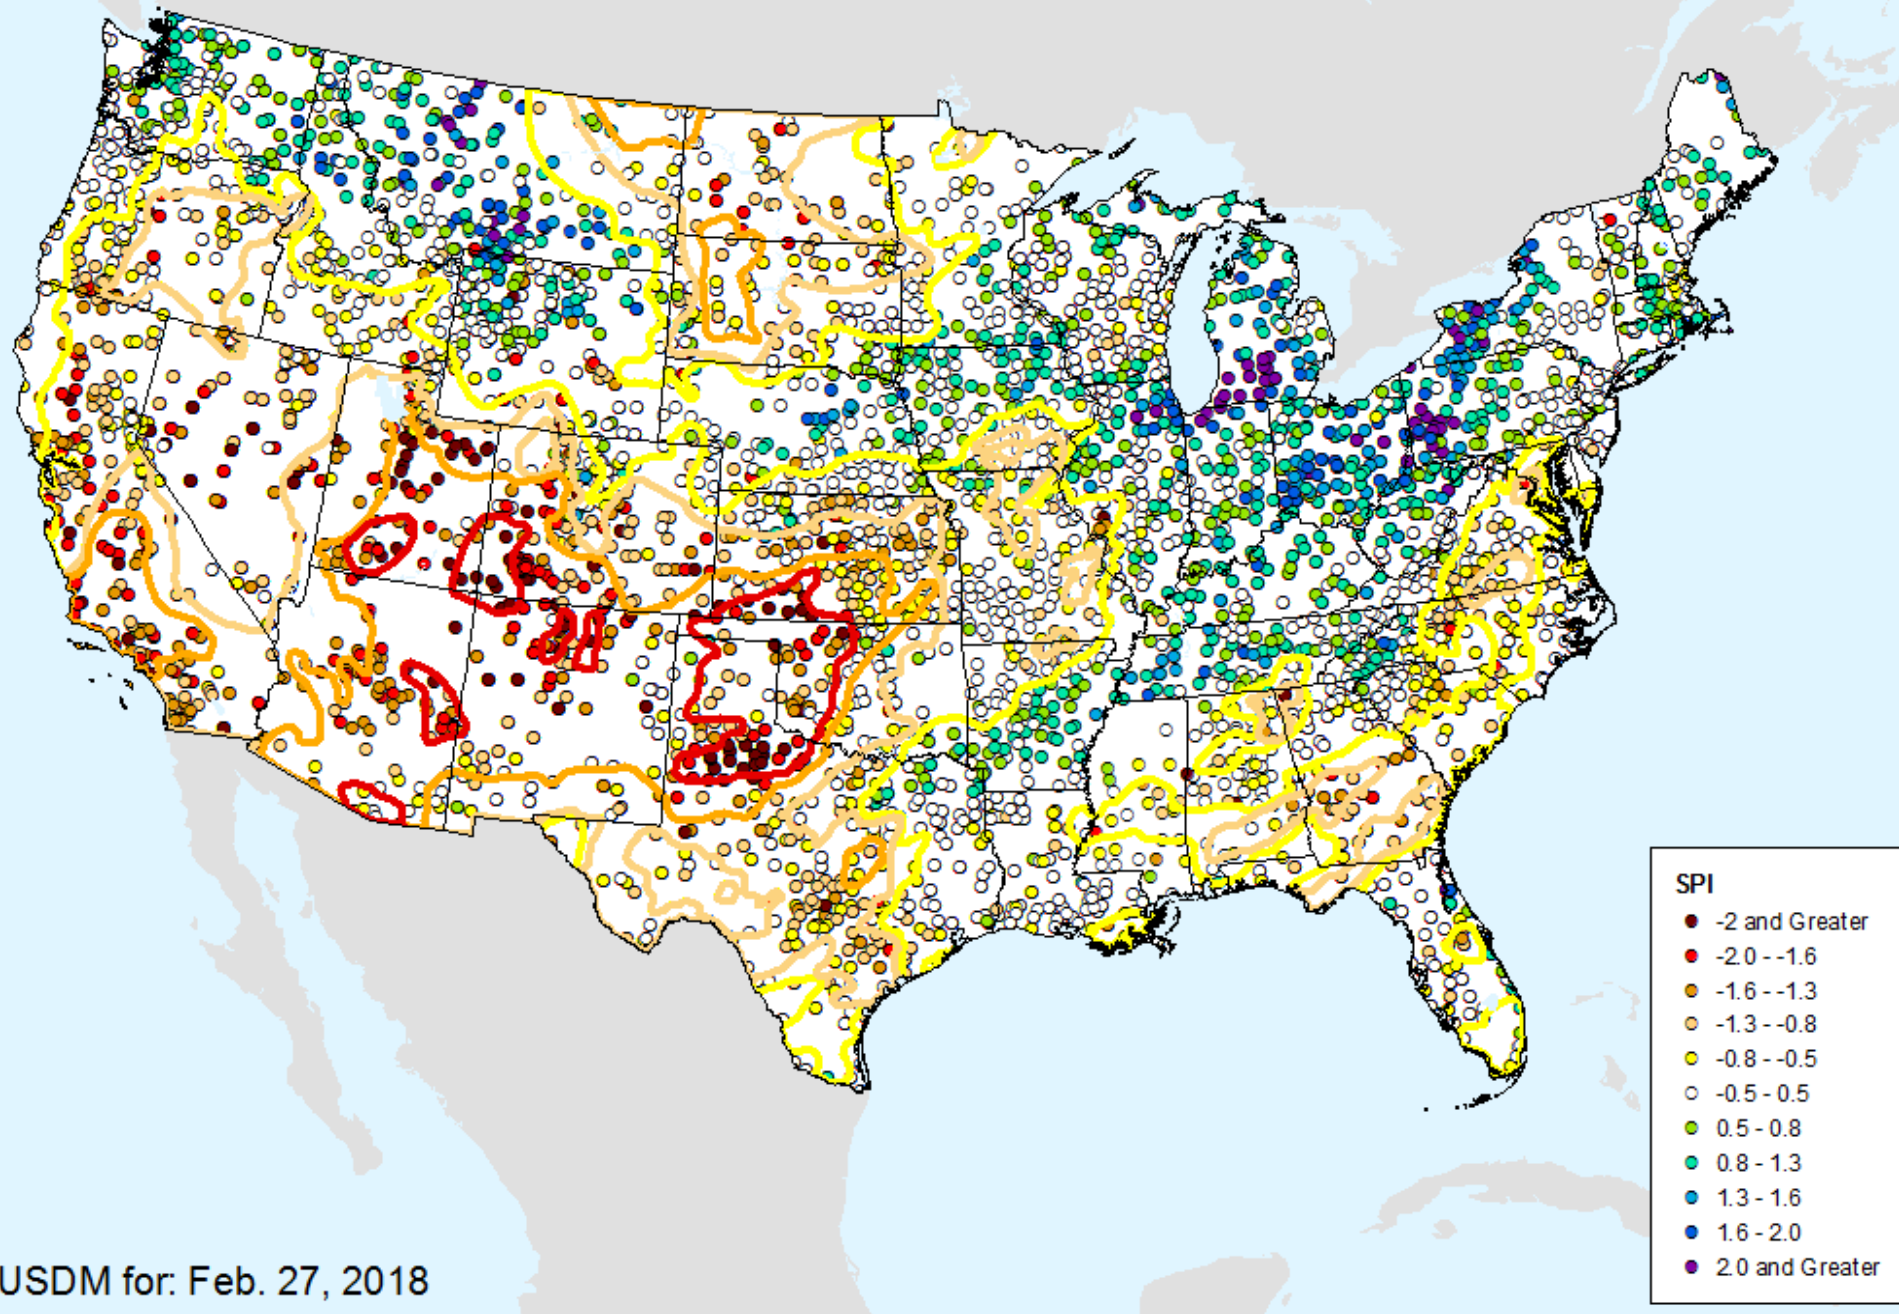 SPI
-2 and Greater
-2.0 - -1.6
-1.6 - -1.3
-1.3 - -0.8
-0.8 - -0.5
-0.5 - 0.5
0.5 - 0.8
0.8 - 1.3
1.3 - 1.6
1.6 - 2.0
2.0 and Greater
USDM for: Feb. 27, 2018